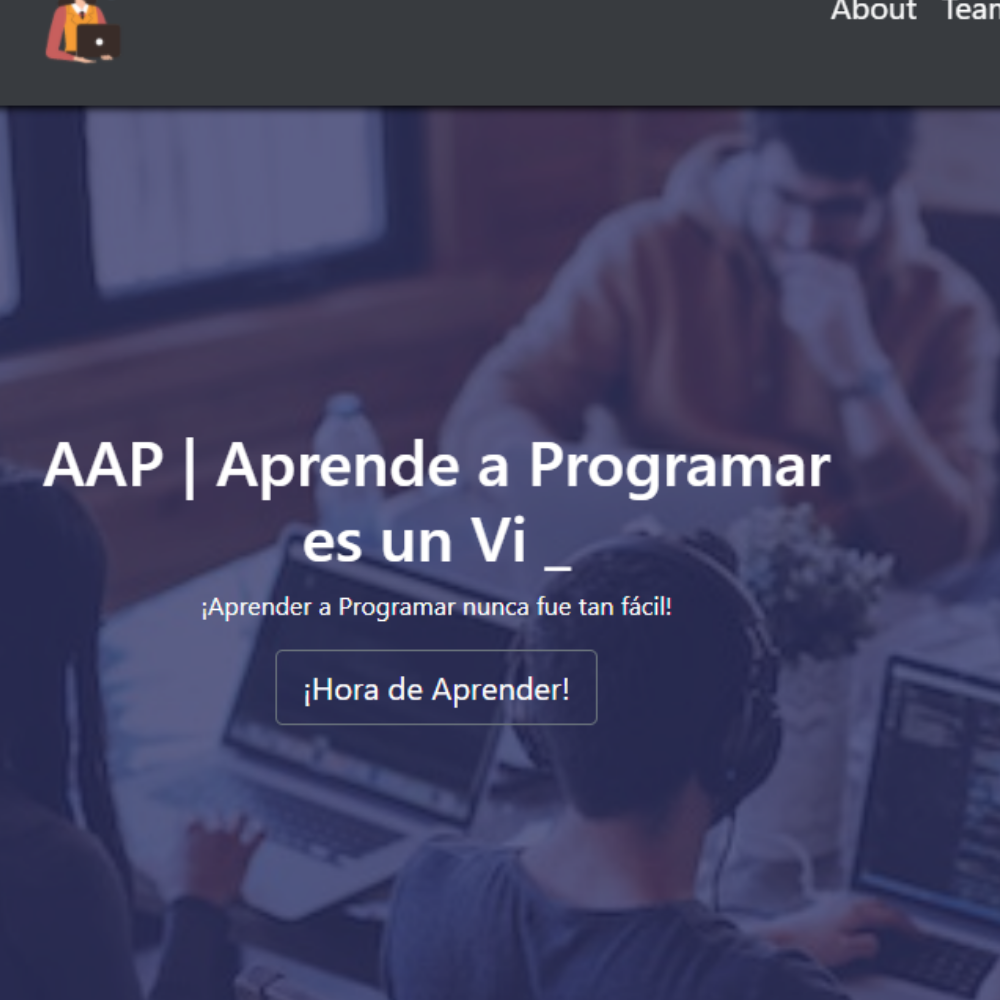 About Team
AAP | Aprende a Programar
es un Vi _
¡Aprender a Programar nunca fue tan fácil!
¡Hora de Aprender!